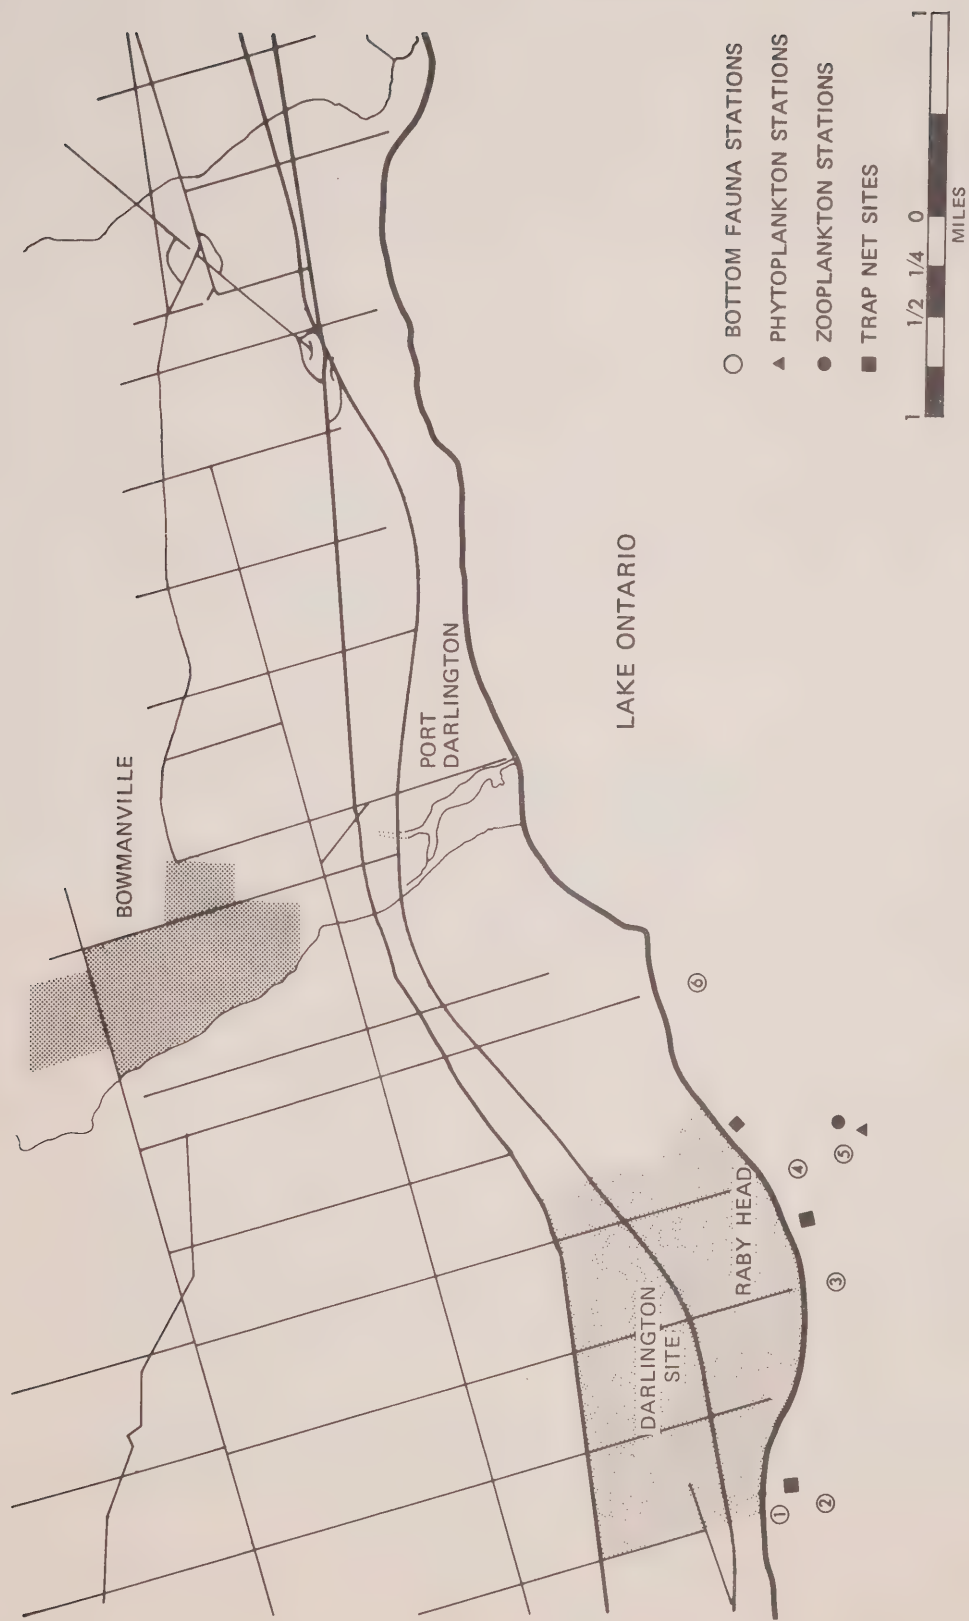 BOWMANVILLE
PORT
DARLINGTON
LAKE ONTARIO
DARLINGTON
SITE
RABY HEAD
1
2
3
4
5
6
○ BOTTOM FAUNA STATIONS
▲ PHYTOPLANKTON STATIONS
● ZOOPLANKTON STATIONS
■ TRAP NET SITES
1 1/2 1/4 0 1
MILES